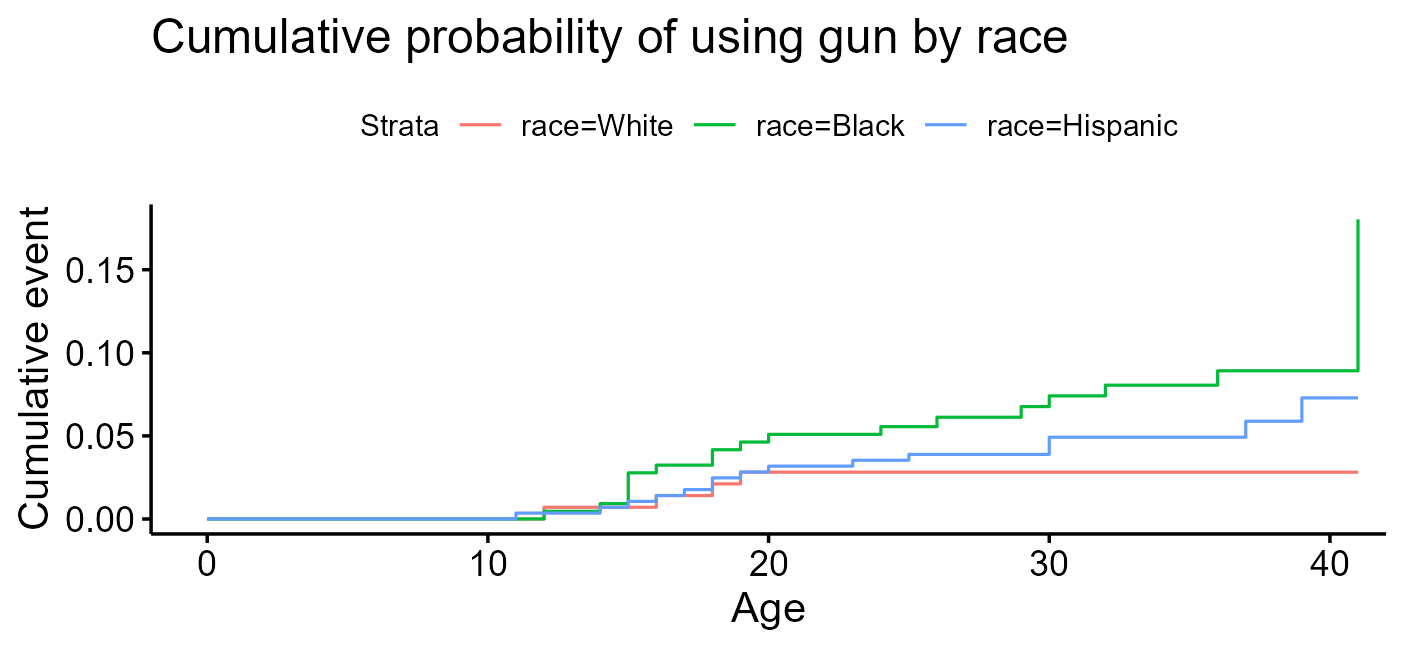 Cumulative probability of using gun by race
Strata race=White race=Black race=Hispanic
Cumulative event
0.15
0.10
0.05
0.00
0 10 20 30 40
Age